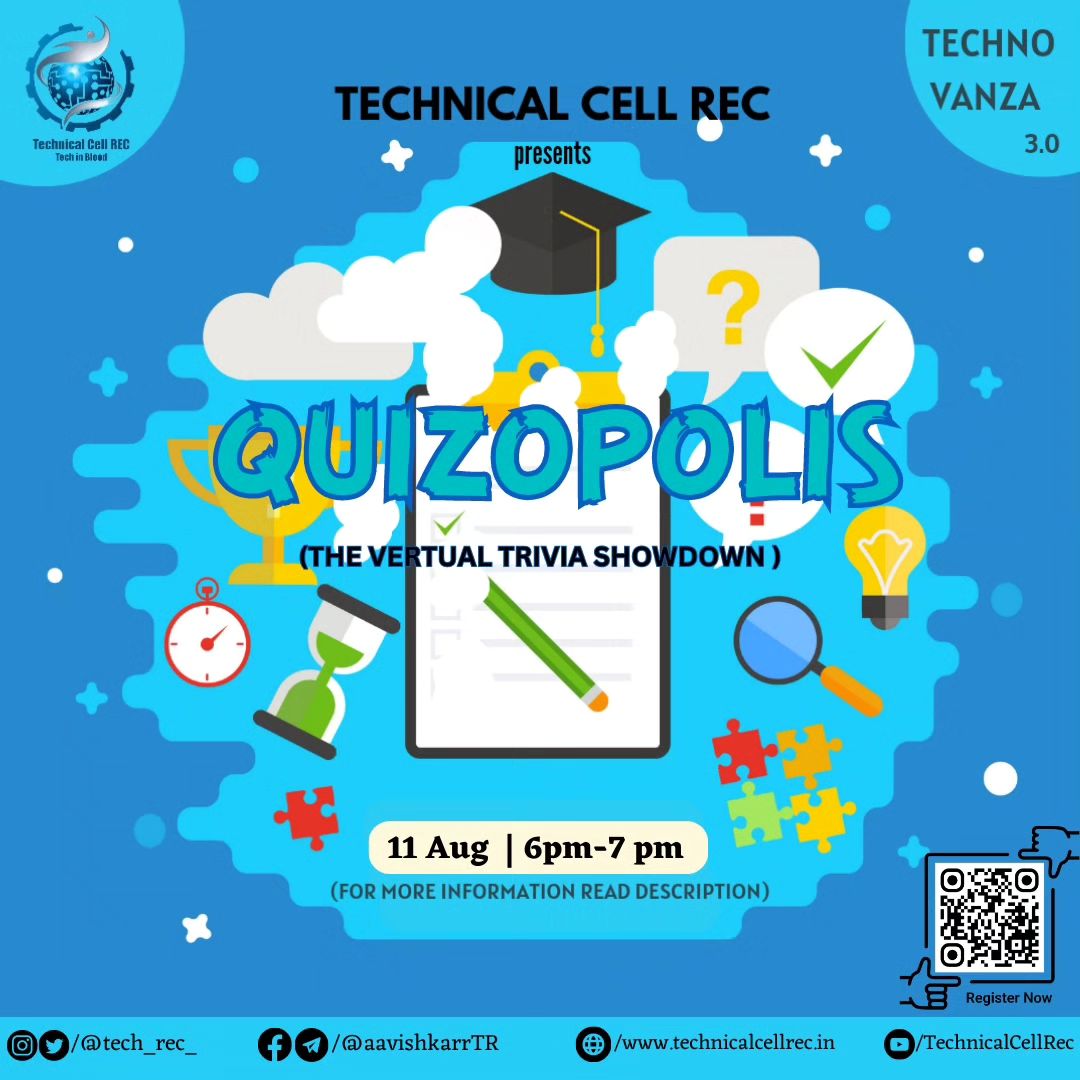 Technical Cell REC
Tech in Blood
TECHNO
VANZA
3.0
TECHNICAL CELL REC
presents
?
QUIZOPOLIS
(THE VERTUAL TRIVIA SHOWDOWN )
11 Aug | 6pm-7 pm
(FOR MORE INFORMATION READ DESCRIPTION)
Register Now
/@tech_rec_ /@aavishkarrTR /www.technicalcellrec.in /TechnicalCellRec